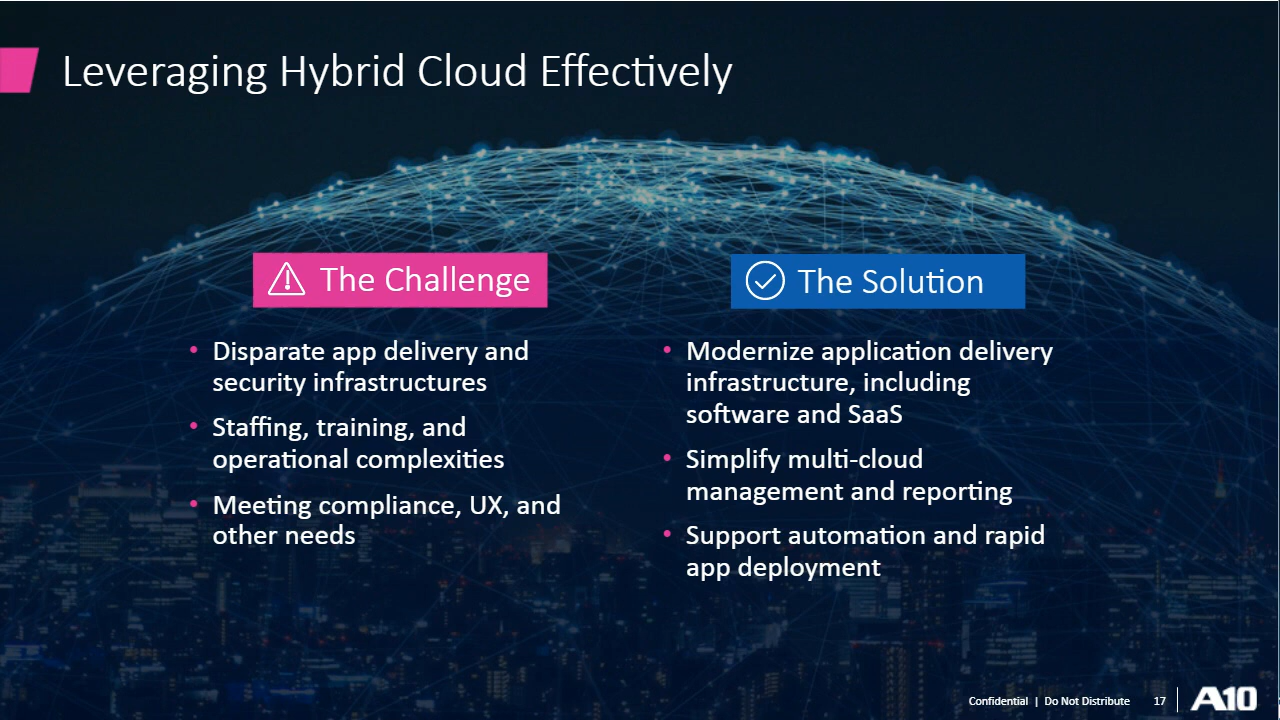 Leveraging Hybrid Cloud Effectively
The Challenge
• Disparate app delivery and
security infrastructures
• Staffing, training, and
operational complexities
• Meeting compliance, UX, and
other needs
The Solution
• Modernize application delivery
infrastructure, including
software and SaaS
• Simplify multi-cloud
management and reporting
• Support automation and rapid
app deployment
Confidential | Do Not Distribute 17 A10